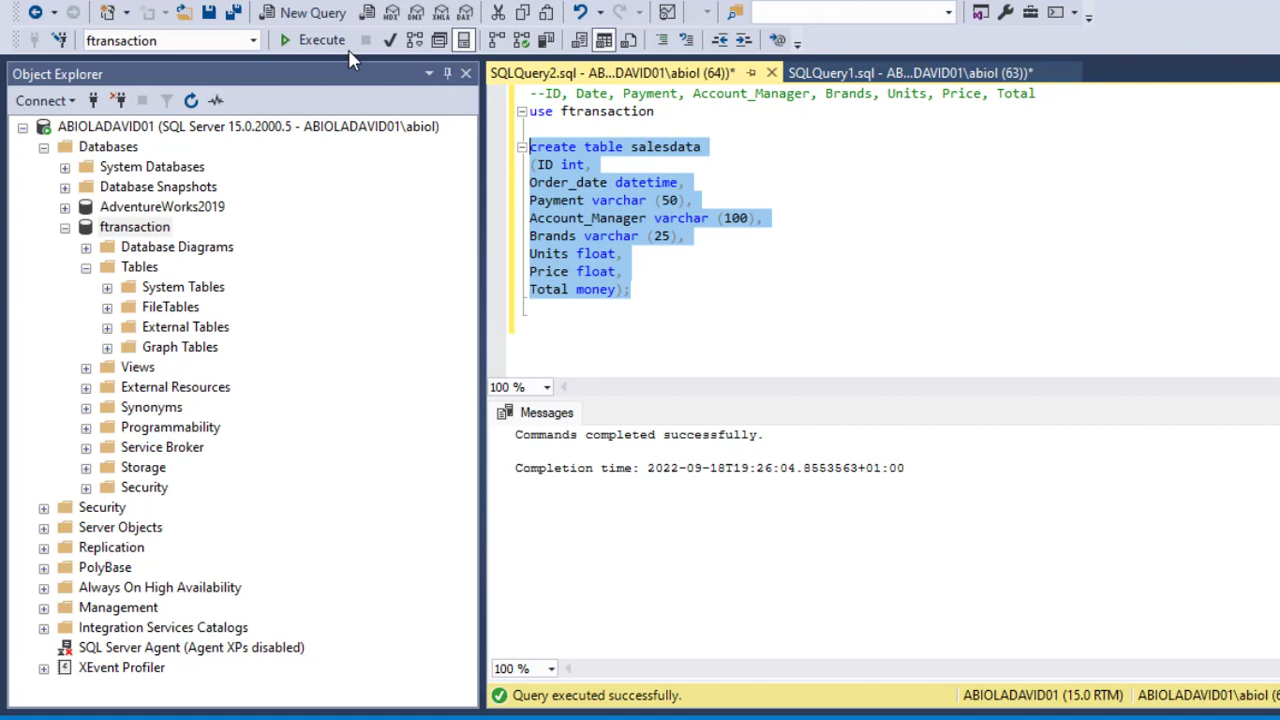 New Query
MDX DMX XMLA DAX
ftransaction
Execute
Object Explorer
Connect
ABIOLADAVID01 (SQL Server 15.0.2000.5 - ABIOLADAVID01\abiol)
Databases
System Databases
Database Snapshots
AdventureWorks2019
ftransaction
Database Diagrams
Tables
System Tables
FileTables
External Tables
Graph Tables
Views
External Resources
Synonyms
Programmability
Service Broker
Storage
Security
Security
Server Objects
Replication
PolyBase
Always On High Availability
Management
Integration Services Catalogs
SQL Server Agent (Agent XPs disabled)
XEvent Profiler
SQLQuery2.sql - AB...DAVID01\abiol (64))*
SQLQuery1.sql - AB...DAVID01\abiol (63))*
--ID, Date, Payment, Account_Manager, Brands, Units, Price, Total
use ftransaction
create table salesdata
(ID int,
Order_date datetime,
Payment varchar (50),
Account_Manager varchar (100),
Brands varchar (25),
Units float,
Price float,
Total money);
100 %
Messages
Commands completed successfully.
Completion time: 2022-09-18T19:26:04.8553563+01:00
100 %
Query executed successfully.
ABIOLADAVID01 (15.0 RTM)
ABIOLADAVID01\abiol (6